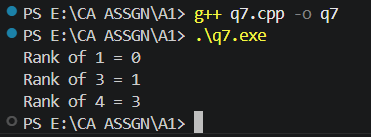 PS E:\CA ASSGN\A1> g++ q7.cpp -o q7
PS E:\CA ASSGN\A1> .\q7.exe
Rank of 1 = 0
Rank of 3 = 1
Rank of 4 = 3
PS E:\CA ASSGN\A1>